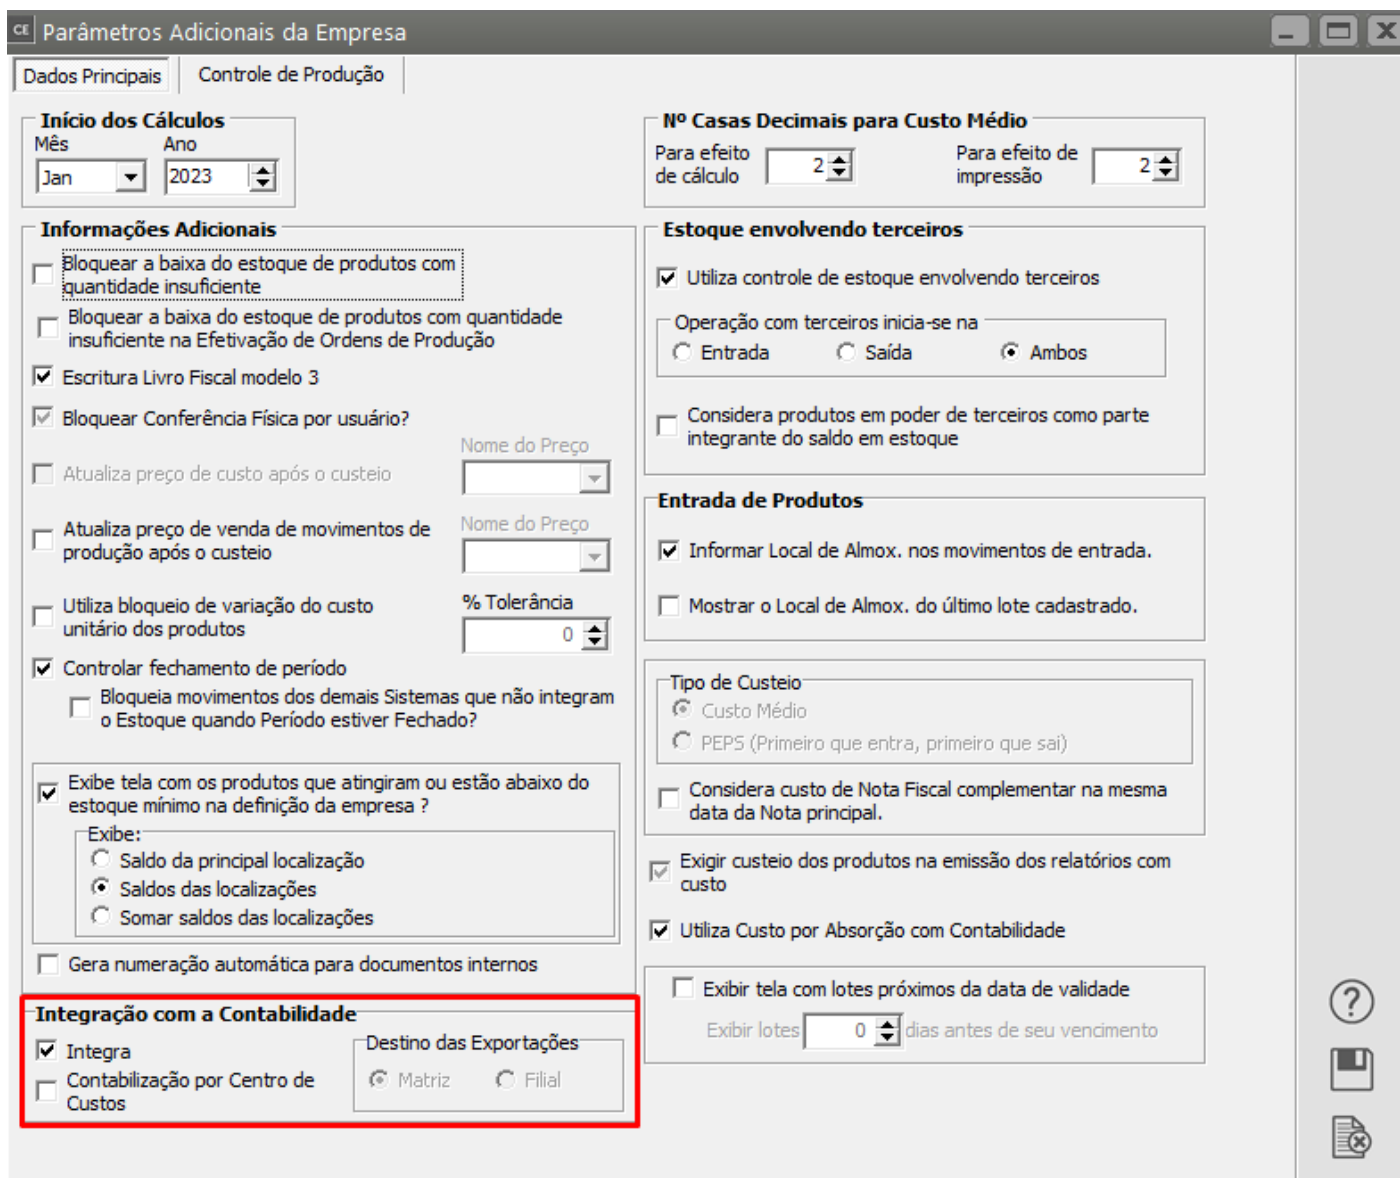 CE Parâmetros Adicionais da Empresa
Dados Principais
Controle de Produção
Início dos Cálculos
Mês
Ano
Jan
2023
Nº Casas Decimais para Custo Médio
Para efeito
de cálculo
2
Para efeito de
impressão
2
Informações Adicionais
Bloquear a baixa do estoque de produtos com
quantidade insuficiente
Bloquear a baixa do estoque de produtos com quantidade
insuficiente na Efetivação de Ordens de Produção
Escritura Livro Fiscal modelo 3
Bloquear Conferência Física por usuário?
Nome do Preço
Atualiza preço de custo após o custeio
Nome do Preço
Atualiza preço de venda de movimentos de
produção após o custeio
% Tolerância
Utiliza bloqueio de variação do custo
unitário dos produtos
0
Controlar fechamento de período
Bloqueia movimentos dos demais Sistemas que não integram
o Estoque quando Período estiver Fechado?
Exibe tela com os produtos que atingiram ou estão abaixo do
estoque mínimo na definição da empresa ?
Exibe:
Saldo da principal localização
Saldos das localizações
Somar saldos das localizações
Gera numeração automática para documentos internos
Integração com a Contabilidade
Integra
Contabilização por Centro de
Custos
Destino das Exportações
Matriz
Filial
Estoque envolvendo terceiros
Utiliza controle de estoque envolvendo terceiros
Operação com terceiros inicia-se na
Entrada
Saída
Ambos
Considera produtos em poder de terceiros como parte
integrante do saldo em estoque
Entrada de Produtos
Informar Local de Almox. nos movimentos de entrada.
Mostrar o Local de Almox. do último lote cadastrado.
Tipo de Custeio
Custo Médio
PEPS (Primeiro que entra, primeiro que sai)
Considera custo de Nota Fiscal complementar na mesma
data da Nota principal.
Exigir custeio dos produtos na emissão dos relatórios com
custo
Utiliza Custo por Absorção com Contabilidade
Exibir tela com lotes próximos da data de validade
Exibir lotes 0 dias antes de seu vencimento